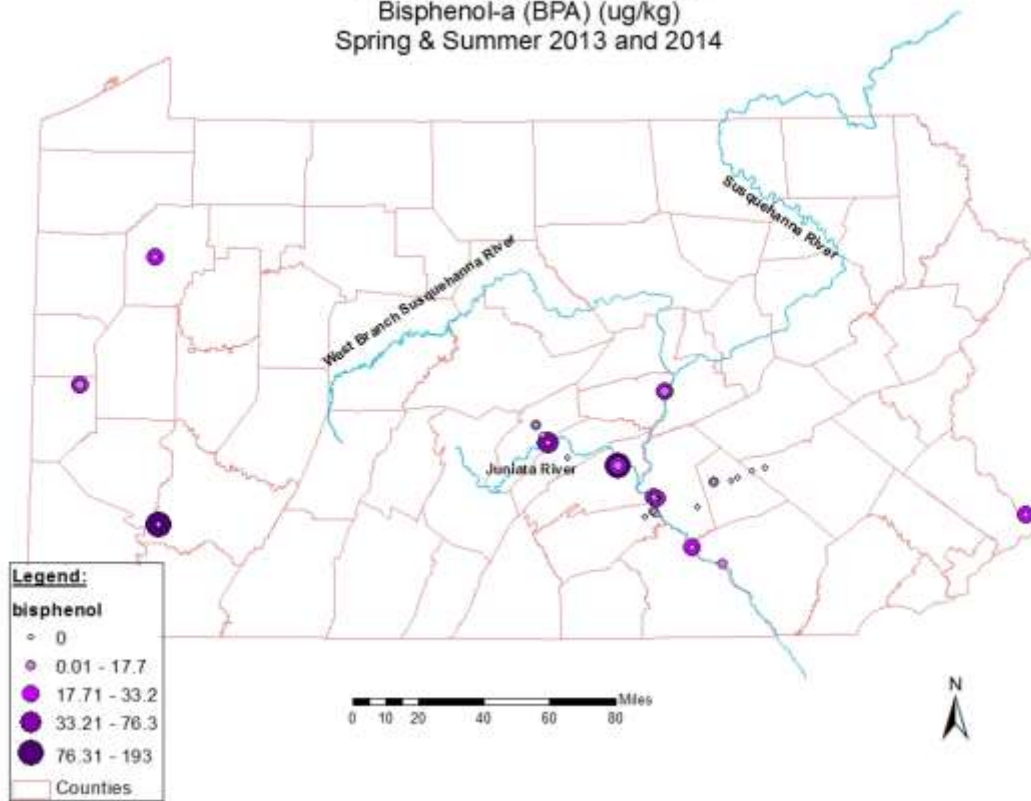 Bisphenol-a (BPA) (ug/kg)
Spring & Summer 2013 and 2014
Susquehanna River
West Branch Susquehanna River
Juniata River
Legend:
bisphenol
0
0.01 - 17.7
17.71 - 33.2
33.21 - 76.3
76.31 - 193
Counties
Miles
0 10 20 40 60 80
N